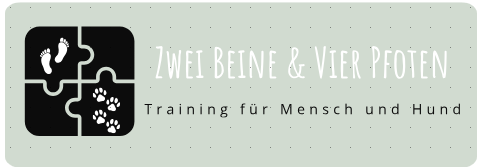 Zwei Beine & Vier Pfoten
Training für Mensch und Hund